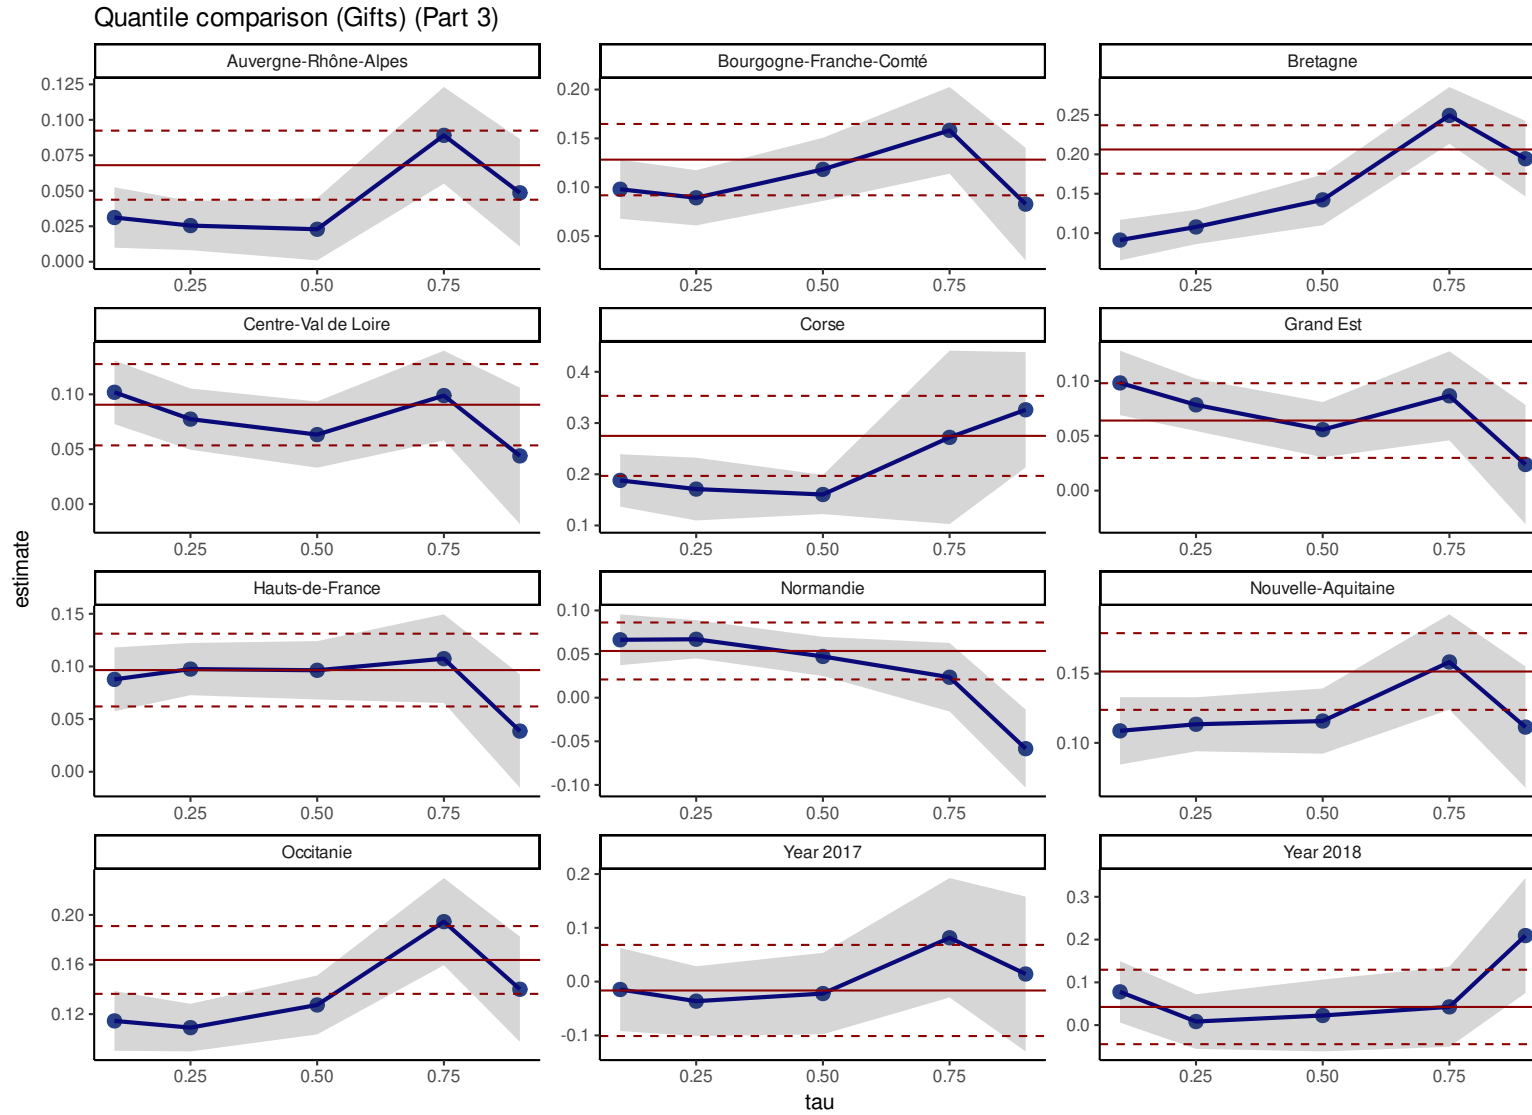 Quantile comparison (Gifts) (Part 3)
Auvergne-Rhône-Alpes
Bourgogne-Franche-Comté
Bretagne
0.125
0.100
0.075
0.050
0.025
0.000
0.25 0.50 0.75
0.20
0.15
0.10
0.05
0.25 0.50 0.75
0.25
0.20
0.15
0.10
0.25 0.50 0.75
Centre-Val de Loire
Corse
Grand Est
0.10
0.05
0.00
0.25 0.50 0.75
0.4
0.3
0.2
0.1
0.25 0.50 0.75
0.10
0.05
0.00
0.25 0.50 0.75
estimate
Hauts-de-France
Normandie
Nouvelle-Aquitaine
0.15
0.10
0.05
0.00
0.25 0.50 0.75
0.10
0.05
0.00
-0.05
-0.10
0.25 0.50 0.75
0.15
0.10
0.25 0.50 0.75
Occitanie
Year 2017
Year 2018
0.20
0.16
0.12
0.25 0.50 0.75
0.2
0.1
0.0
-0.1
0.25 0.50 0.75
0.3
0.2
0.1
0.0
0.25 0.50 0.75
tau